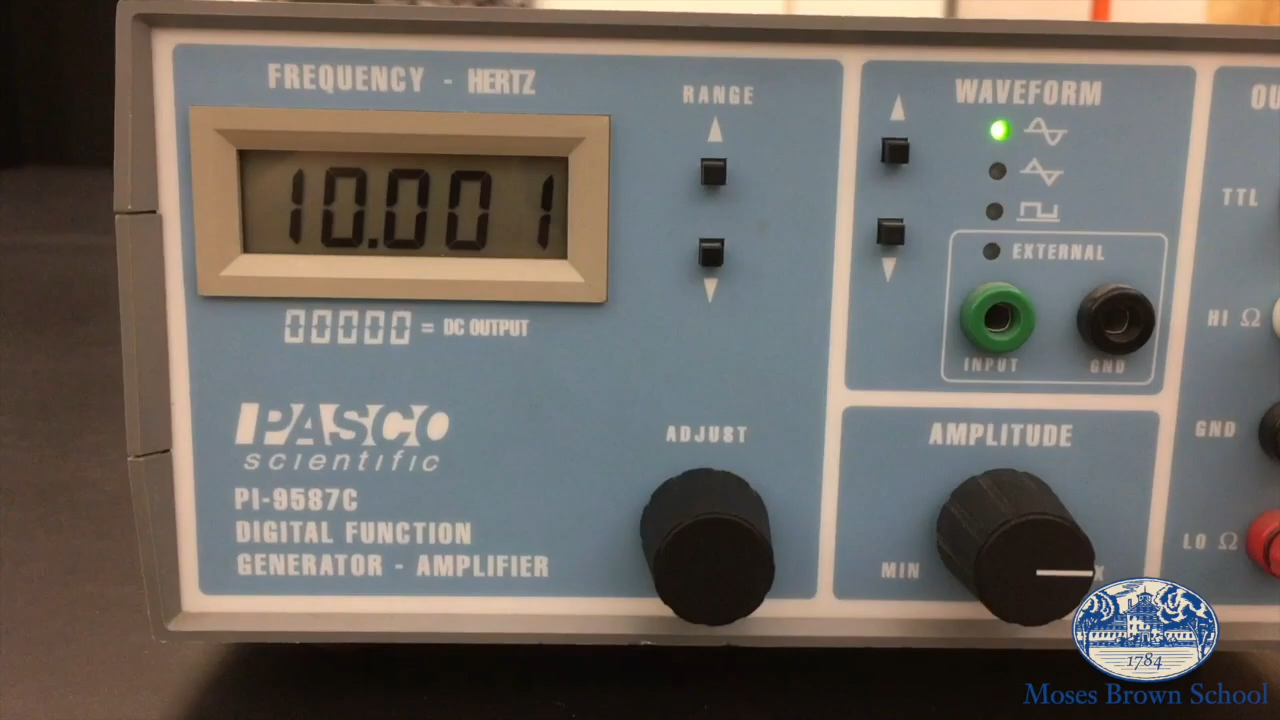 FREQUENCY - HERTZ
10.001
00000 = DC OUTPUT
PASCO
scientific
PI-9587C
DIGITAL FUNCTION
GENERATOR - AMPLIFIER
RANGE
ADJUST
WAVEFORM
EXTERNAL
INPUT GND
AMPLITUDE
MIN
TTL
HI Ω
GND
LO Ω
1784
Moses Brown School